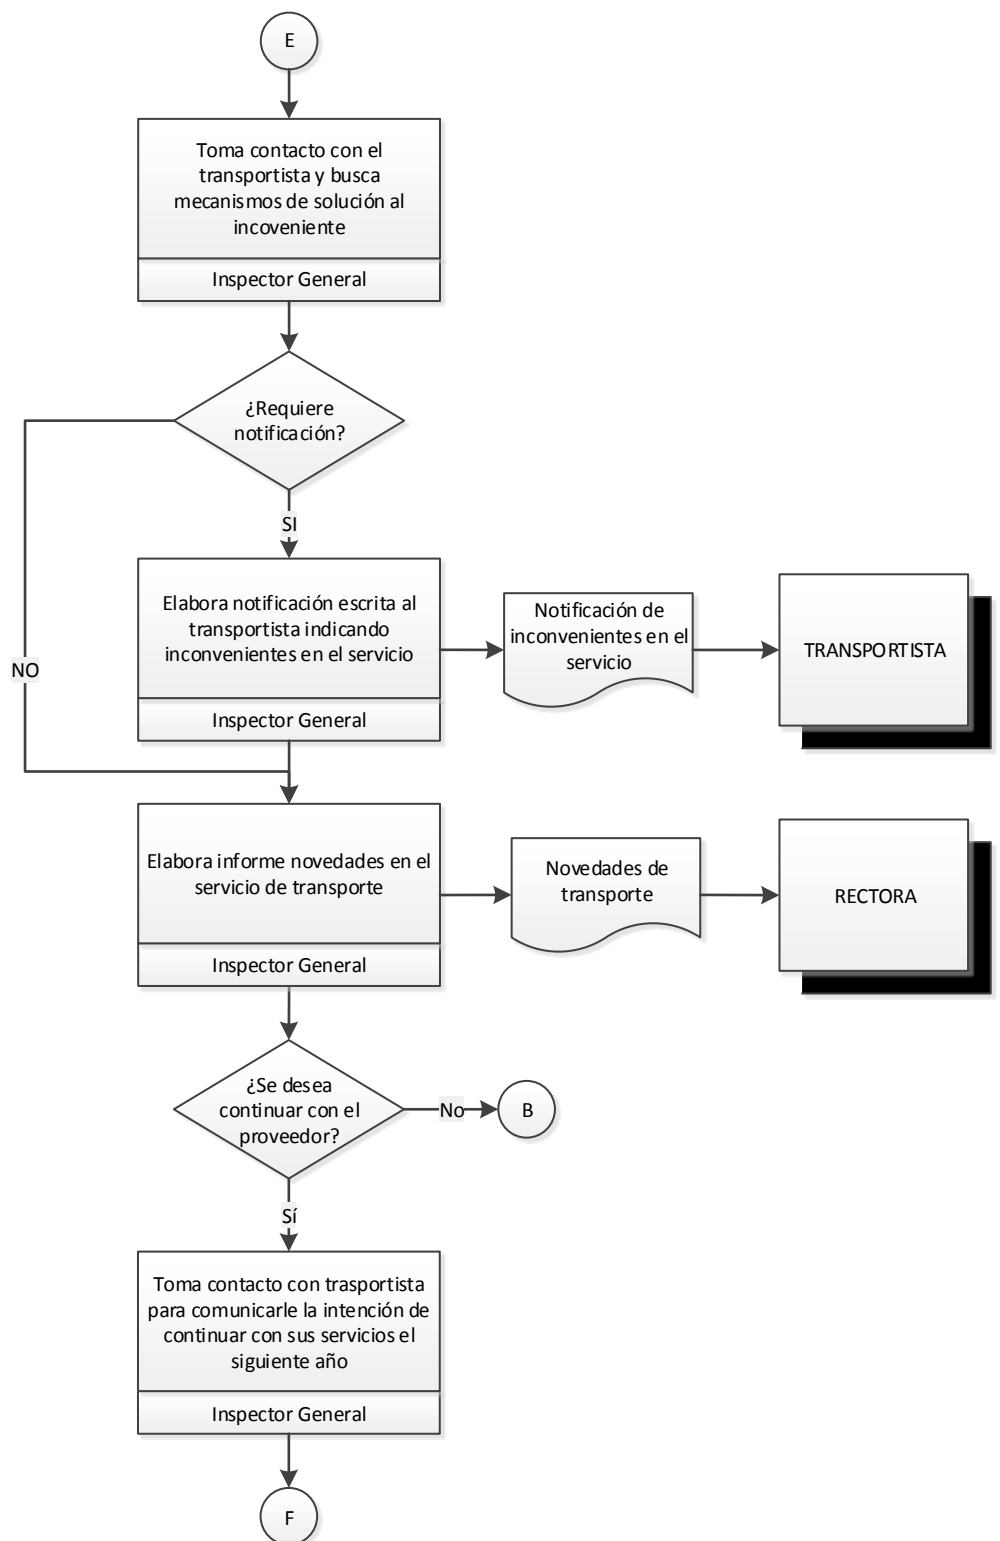 E
Toma contacto con el
transportista y busca
mecanismos de solución al
incoveniente
Inspector General
¿Requiere
notificación?
SI
NO
Elabora notificación escrita al
transportista indicando
inconvenientes en el servicio
Inspector General
Notificación de
inconvenientes en el
servicio
TRANSPORTISTA
Elabora informe novedades en el
servicio de transporte
Inspector General
Novedades de
transporte
RECTORA
¿Se desea
continuar con el
proveedor?
No
B
Sí
Toma contacto con trasportista
para comunicarle la intención de
continuar con sus servicios el
siguiente año
Inspector General
F